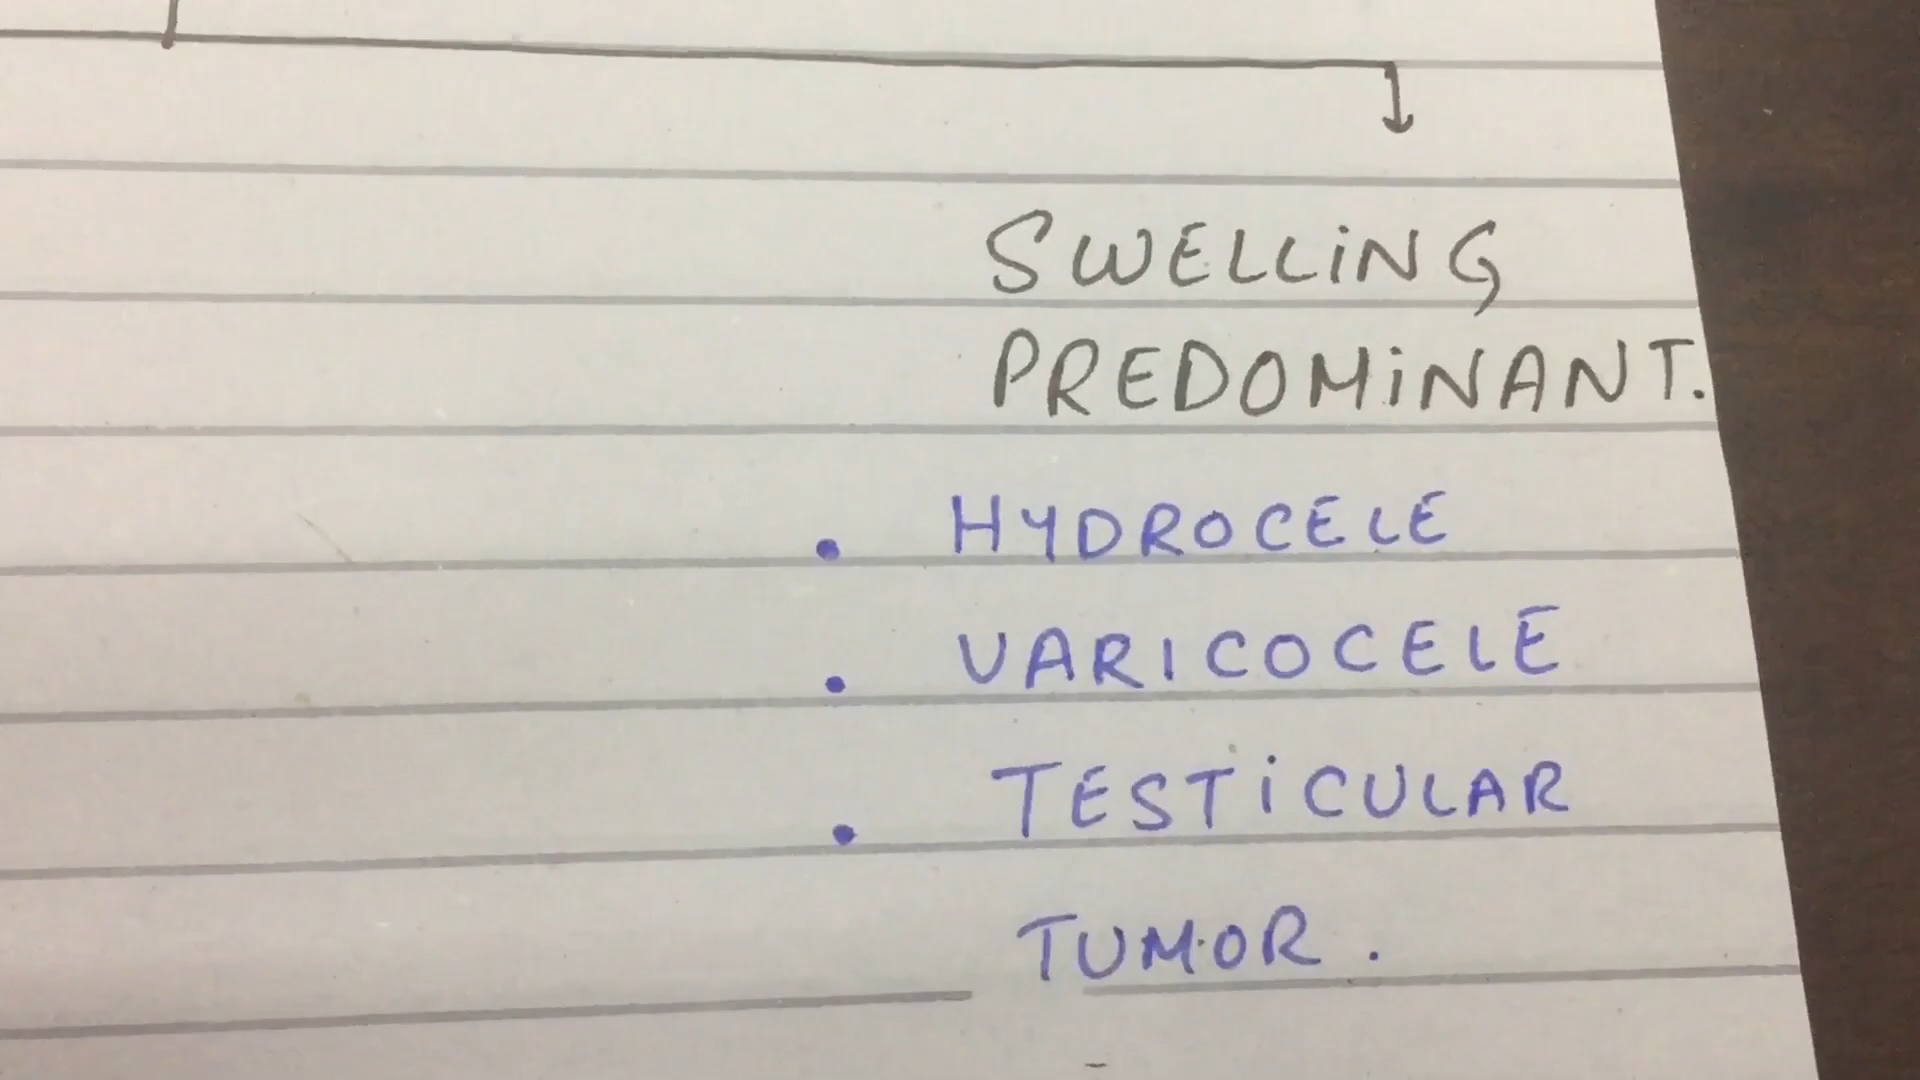 SWELLiNG
PREDOMiNANT.
• HYDROCELE
• VARICOCELE
• TESTiCULAR
TUMOR.